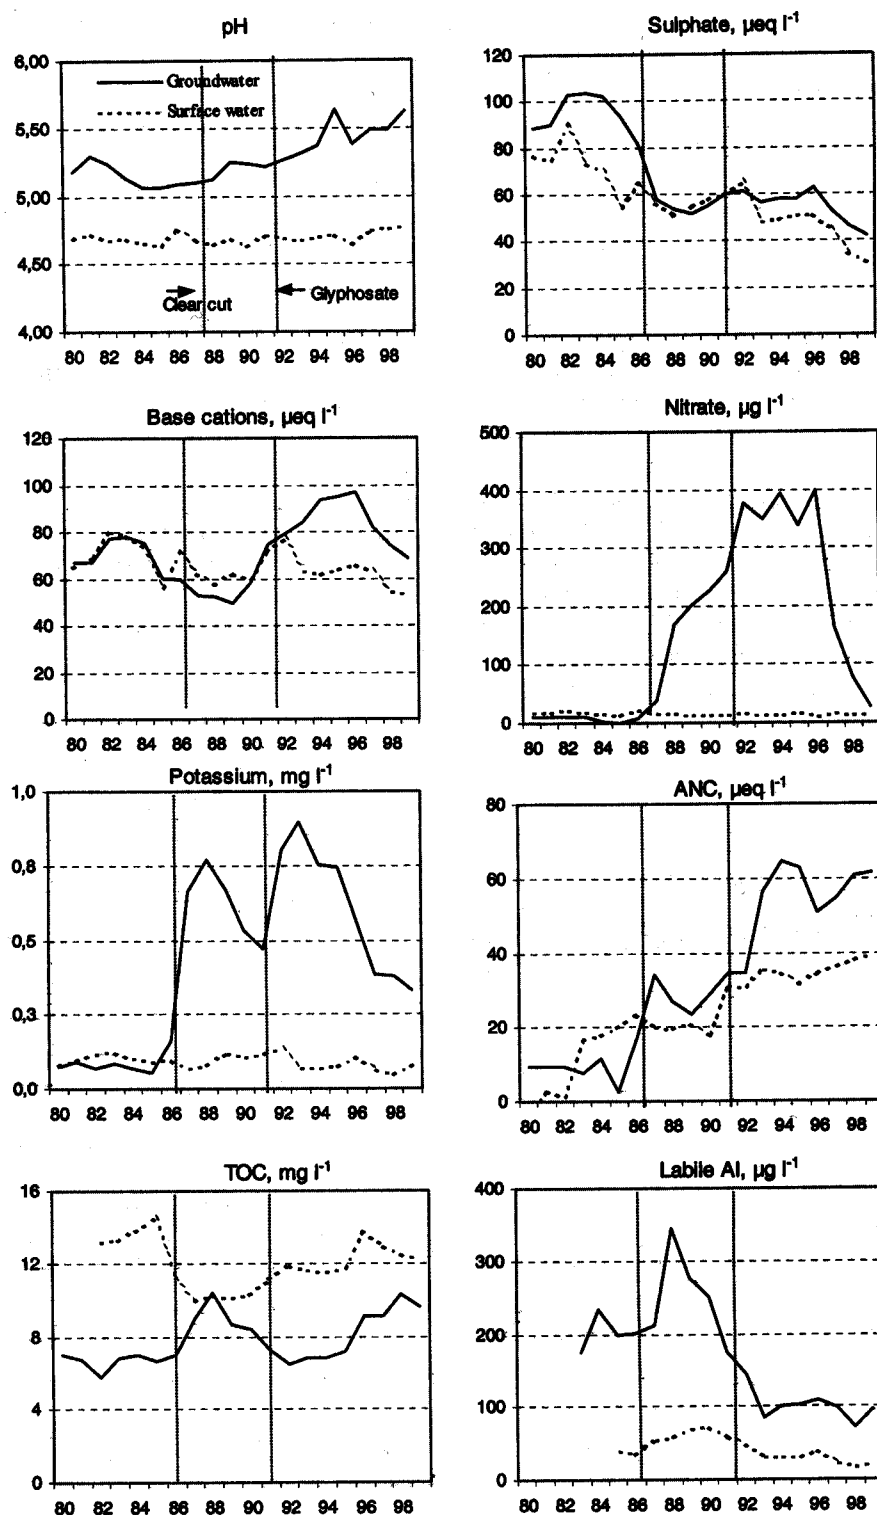 pH
6,00
5,50
5,00
4,50
4,00
Groundwater
Surface water
Clear cut
Glyphosate
80 82 84 86 88 90 92 94 96 98
Sulphate, µeq l-1
120
100
80
60
40
20
0
80 82 84 86 88 90 92 94 96 98
Base cations, µeq l-1
120
100
80
60
40
20
0
80 82 84 86 88 90. 92 94 96 98
Nitrate, µg l-1
500
400
300
200
100
0
80 82 84 86 88 90 92 94 96 98
Potassium, mg l-1
1,0
0,8
0,5
0,3
0,0
80 82 84 86 88 90 92 94 96 98
ANC, µeq l-1
80
60
40
20
0
80 82 84 86 88 90 92 94 96 98
TOC, mg l-1
16
12
8
4
0
80 82 84 86 88 90 92 94 96 98
Labile Al, µg l-1
400
300
200
100
0
80 82 84 86 88 90 92 94 96 98